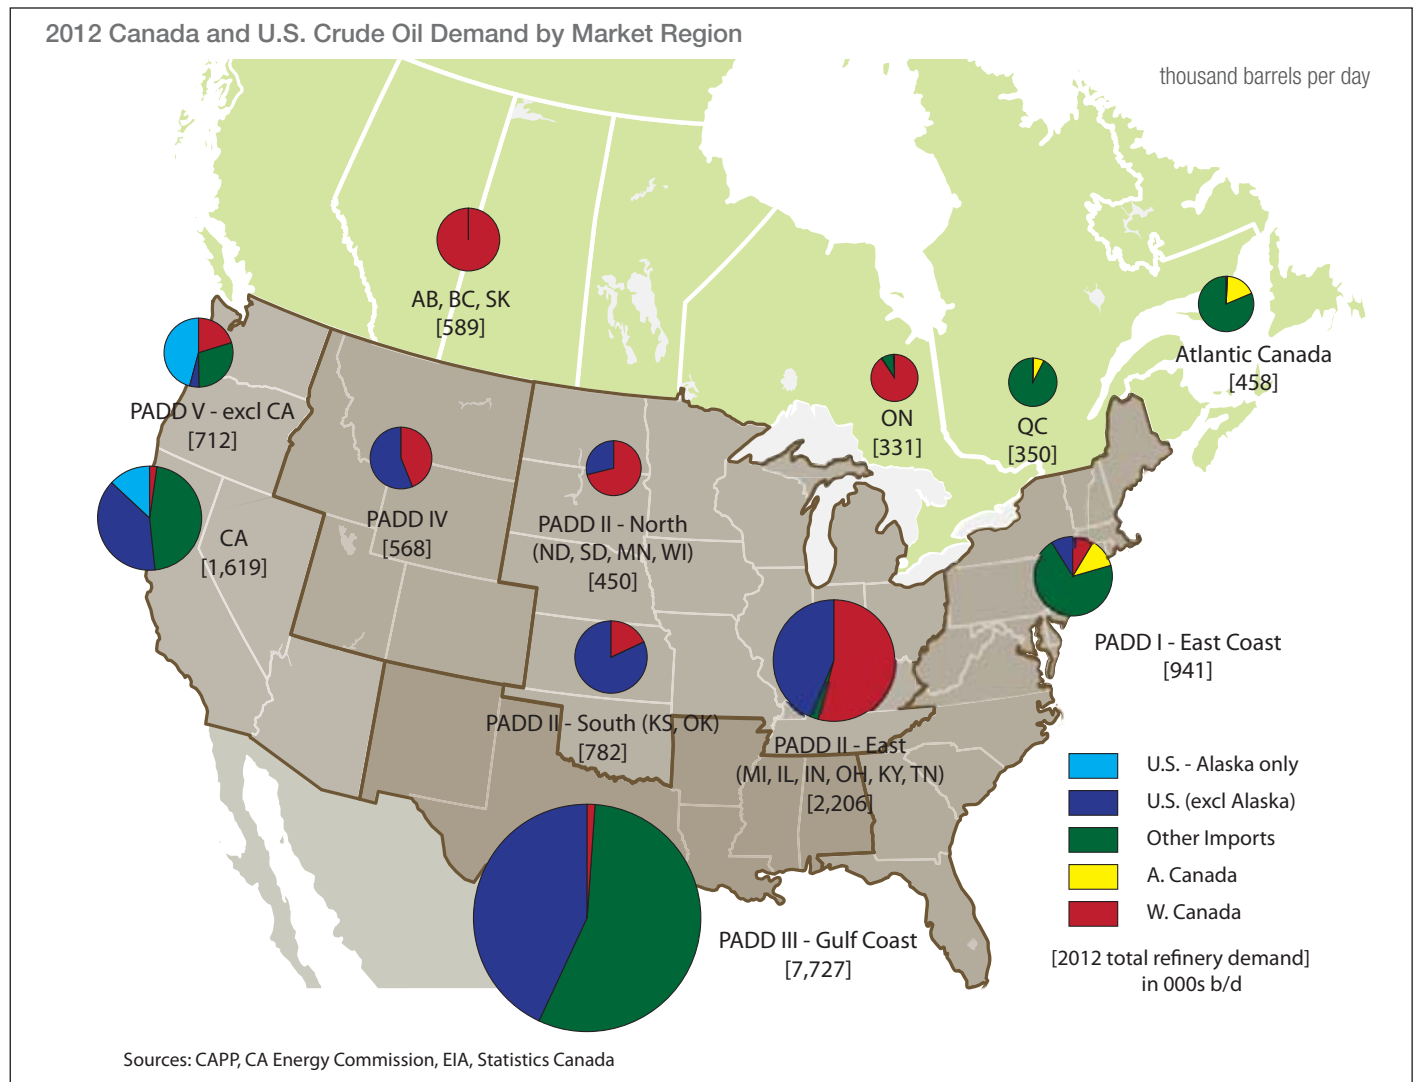 2012 Canada and U.S. Crude Oil Demand by Market Region
thousand barrels per day
AB, BC, SK
[589]
Atlantic Canada
[458]
PADD V - excl CA
[712]
ON
[331]
QC
[350]
PADD IV
[568]
PADD II - North
(ND, SD, MN, WI)
[450]
CA
[1,619]
PADD I - East Coast
[941]
PADD II - South (KS, OK)
[782]
PADD II - East
(MI, IL, IN, OH, KY, TN)
[2,206]
U.S. - Alaska only
U.S. (excl Alaska)
Other Imports
A. Canada
W. Canada
PADD III - Gulf Coast
[7,727]
[2012 total refinery demand]
in 000s b/d
Sources: CAPP, CA Energy Commission, EIA, Statistics Canada